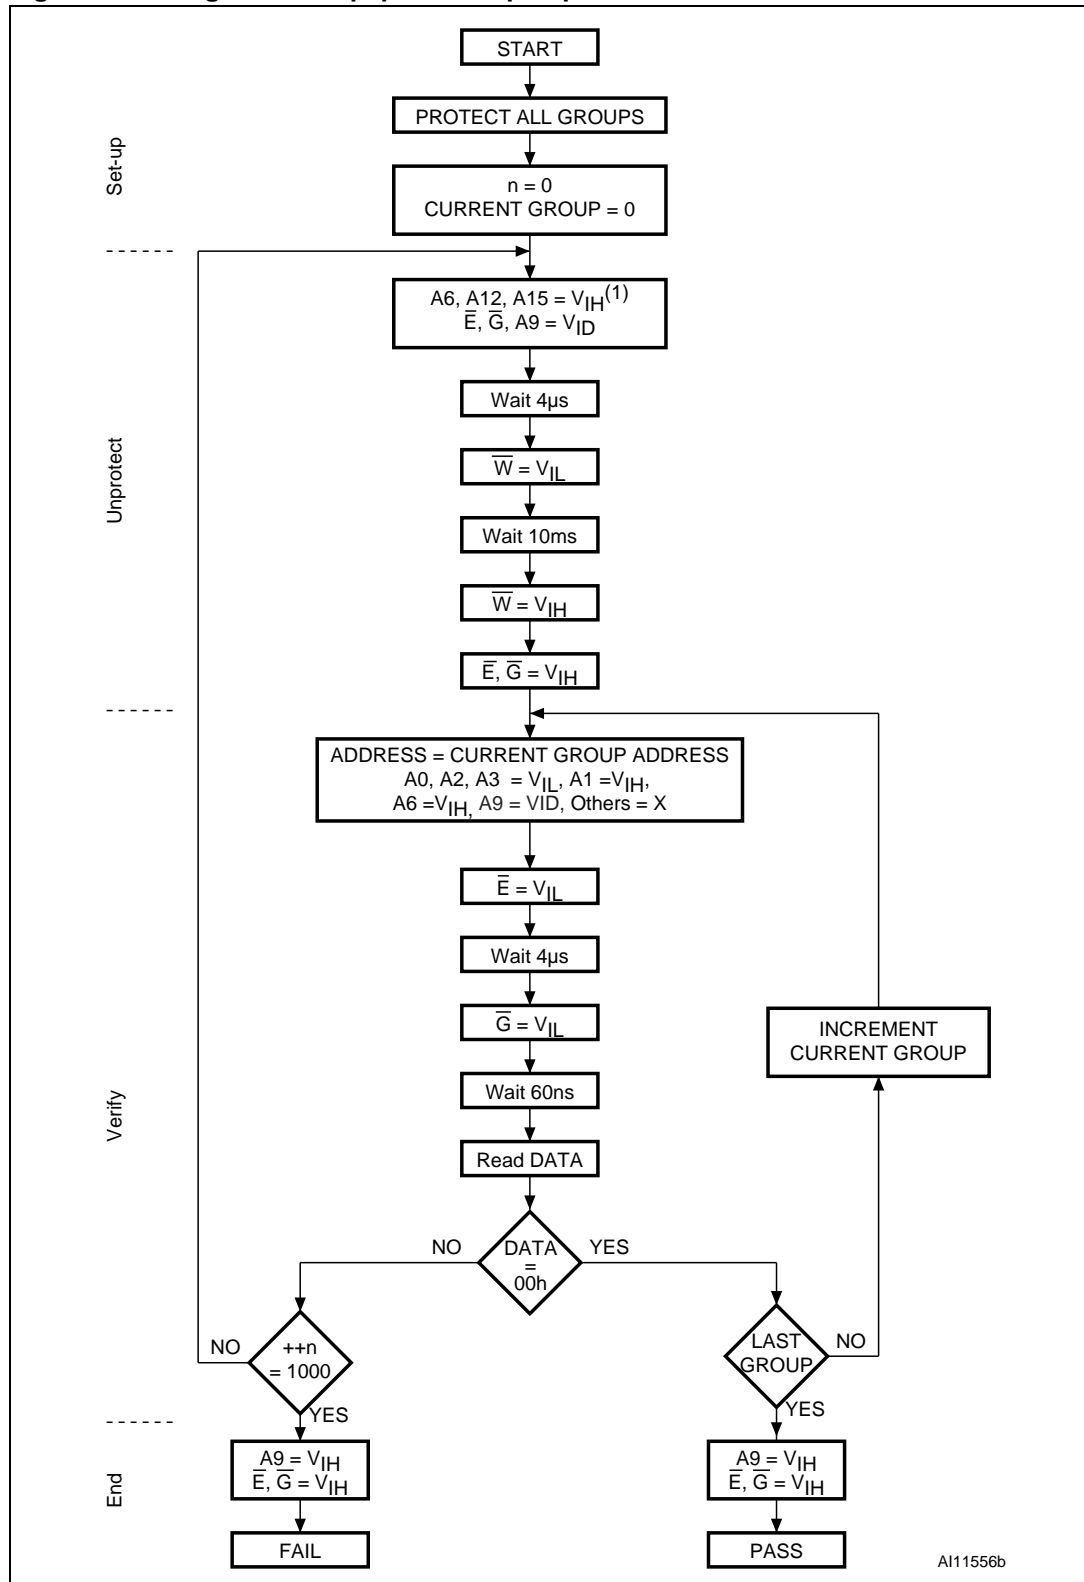 START
PROTECT ALL GROUPS
Set-up
n = 0
CURRENT GROUP = 0
A6, A12, A15 = VIH(1)
E̅, G̅, A9 = VID
Wait 4µs
Unprotect
W̅ = VIL
Wait 10ms
W̅ = VIH
E̅, G̅ = VIH
ADDRESS = CURRENT GROUP ADDRESS
A0, A2, A3 = VIL, A1 =VIH,
A6 =VIH, A9 = VID, Others = X
E̅ = VIL
Wait 4µs
G̅ = VIL
INCREMENT
CURRENT GROUP
Wait 60ns
Verify
Read DATA
NO
DATA
=
00h
YES
NO
++n
= 1000
YES
LAST
GROUP
NO
YES
End
A9 = VIH
E̅, G̅ = VIH
A9 = VIH
E̅, G̅ = VIH
FAIL
PASS
AI11556b